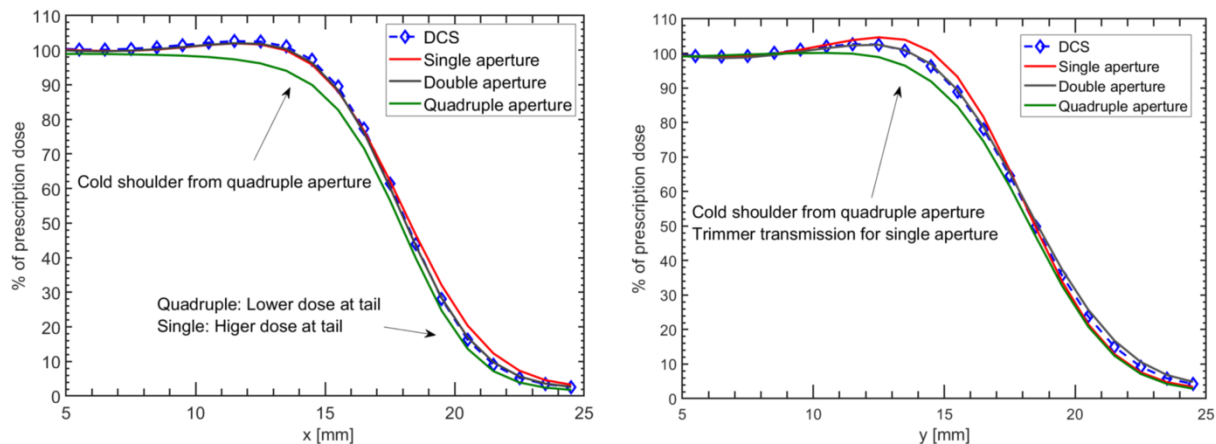 % of prescription dose
110
100
90
80
70
60
50
40
30
20
10
0
DCS
Single aperture
Double aperture
Quadruple aperture
Cold shoulder from quadruple aperture
Quadruple: Lower dose at tail
Single: Higer dose at tail
5
10
15
20
25
x [mm]
% of prescription dose
110
100
90
80
70
60
50
40
30
20
10
0
DCS
Single aperture
Double aperture
Quadruple aperture
Cold shoulder from quadruple aperture
Trimmer transmission for single aperture
5
10
15
20
25
y [mm]